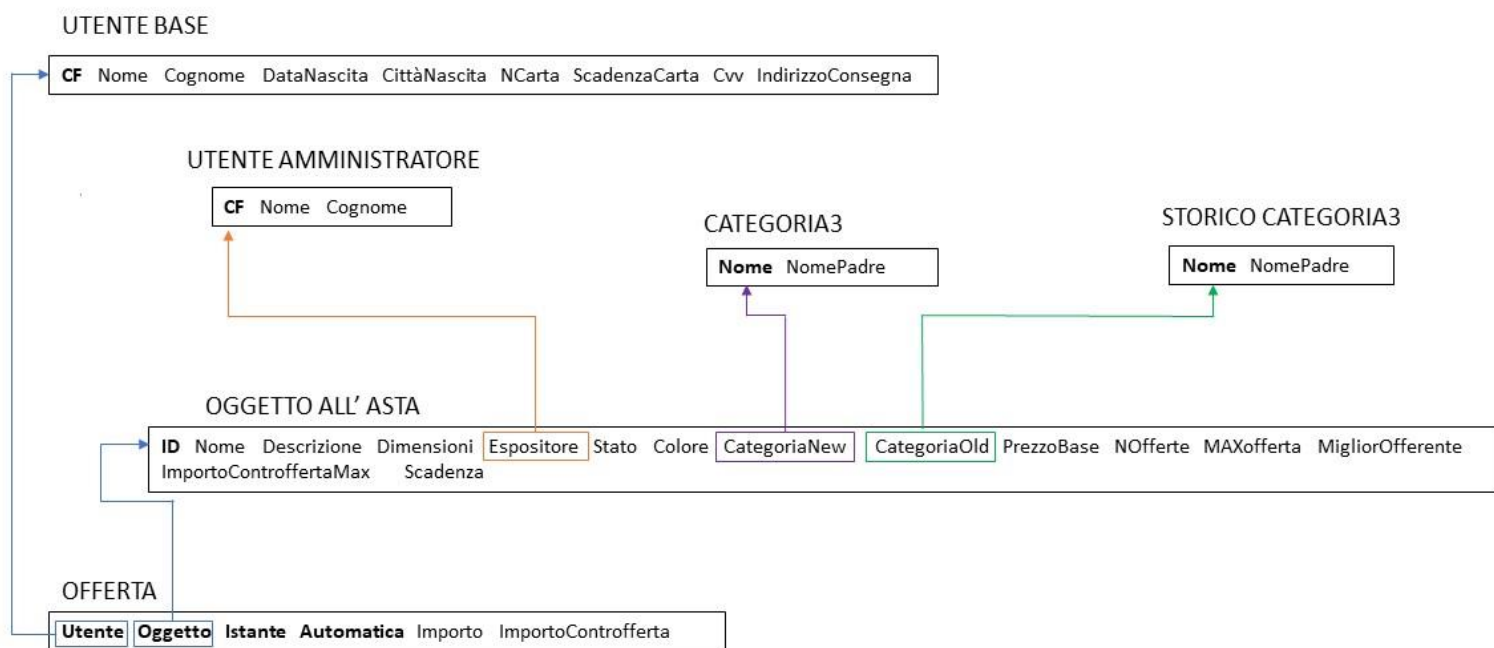 UTENTE BASE
CF Nome Cognome DataNascita CittàNascita NCarta ScadenzaCarta Cvv IndirizzoConsegna
UTENTE AMMINISTRATORE
CF Nome Cognome
CATEGORIA3
Nome NomePadre
STORICO CATEGORIA3
Nome NomePadre
OGGETTO ALL' ASTA
ID Nome Descrizione Dimensioni Espositore Stato Colore CategoriaNew CategoriaOld PrezzoBase NOfferte MAXofferta MigliorOfferente
ImportoControffertaMax Scadenza
OFFERTA
Utente Oggetto Istante Automatica Importo ImportoControfferta